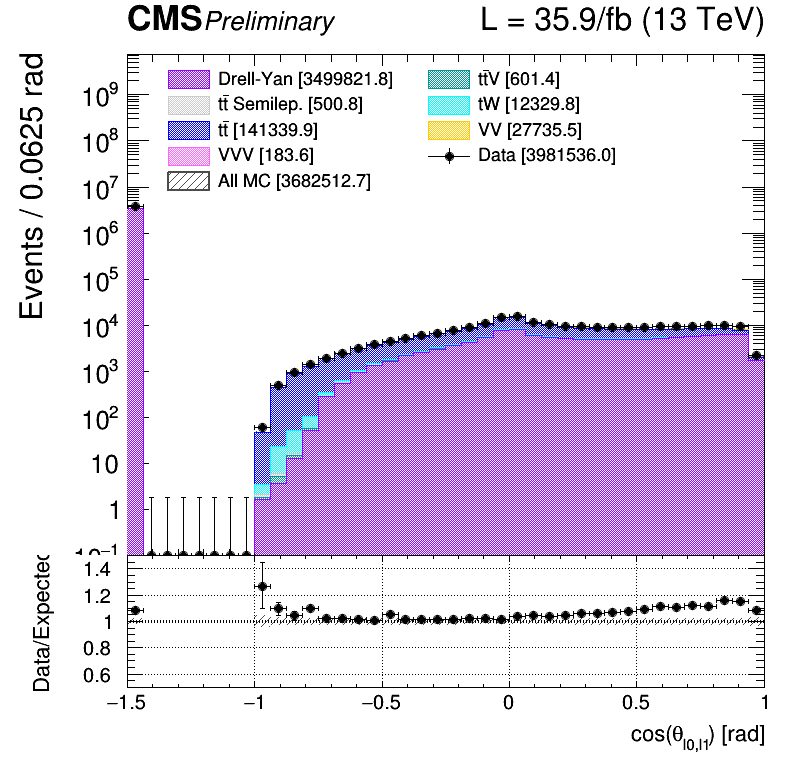 CMS Preliminary L = 35.9/fb (13 TeV)
Events / 0.0625 rad
Drell-Yan [3499821.8]
tt̄ Semilep. [500.8]
tt̄ [141339.9]
VVV [183.6]
All MC [3682512.7]
tt̄V [601.4]
tW [12329.8]
VV [27735.5]
Data [3981536.0]
10⁹
10⁸
10⁷
10⁶
10⁵
10⁴
10³
10²
10
1
10⁻¹
Data/Expected
1.4
1.2
1
0.8
0.6
−1.5 −1 −0.5 0 0.5 1
cos(θ_l0,l1) [rad]